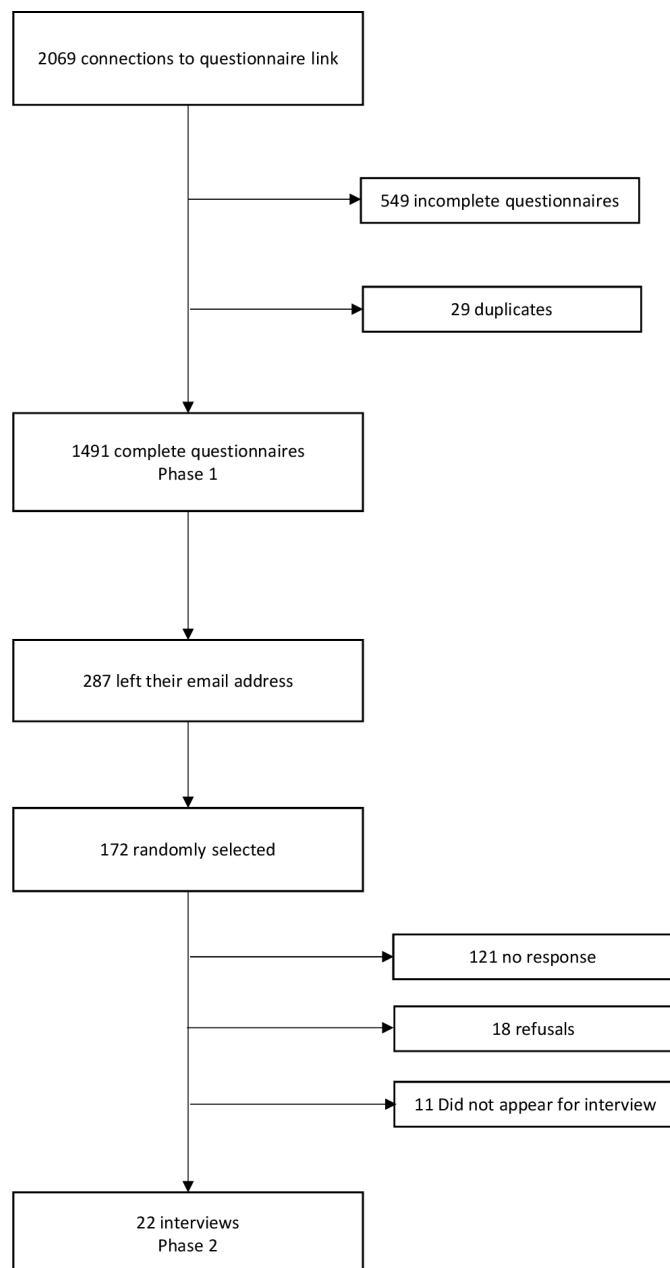 2069 connections to questionnaire link
549 incomplete questionnaires
29 duplicates
1491 complete questionnaires
Phase 1
287 left their email address
172 randomly selected
121 no response
18 refusals
11 Did not appear for interview
22 interviews
Phase 2